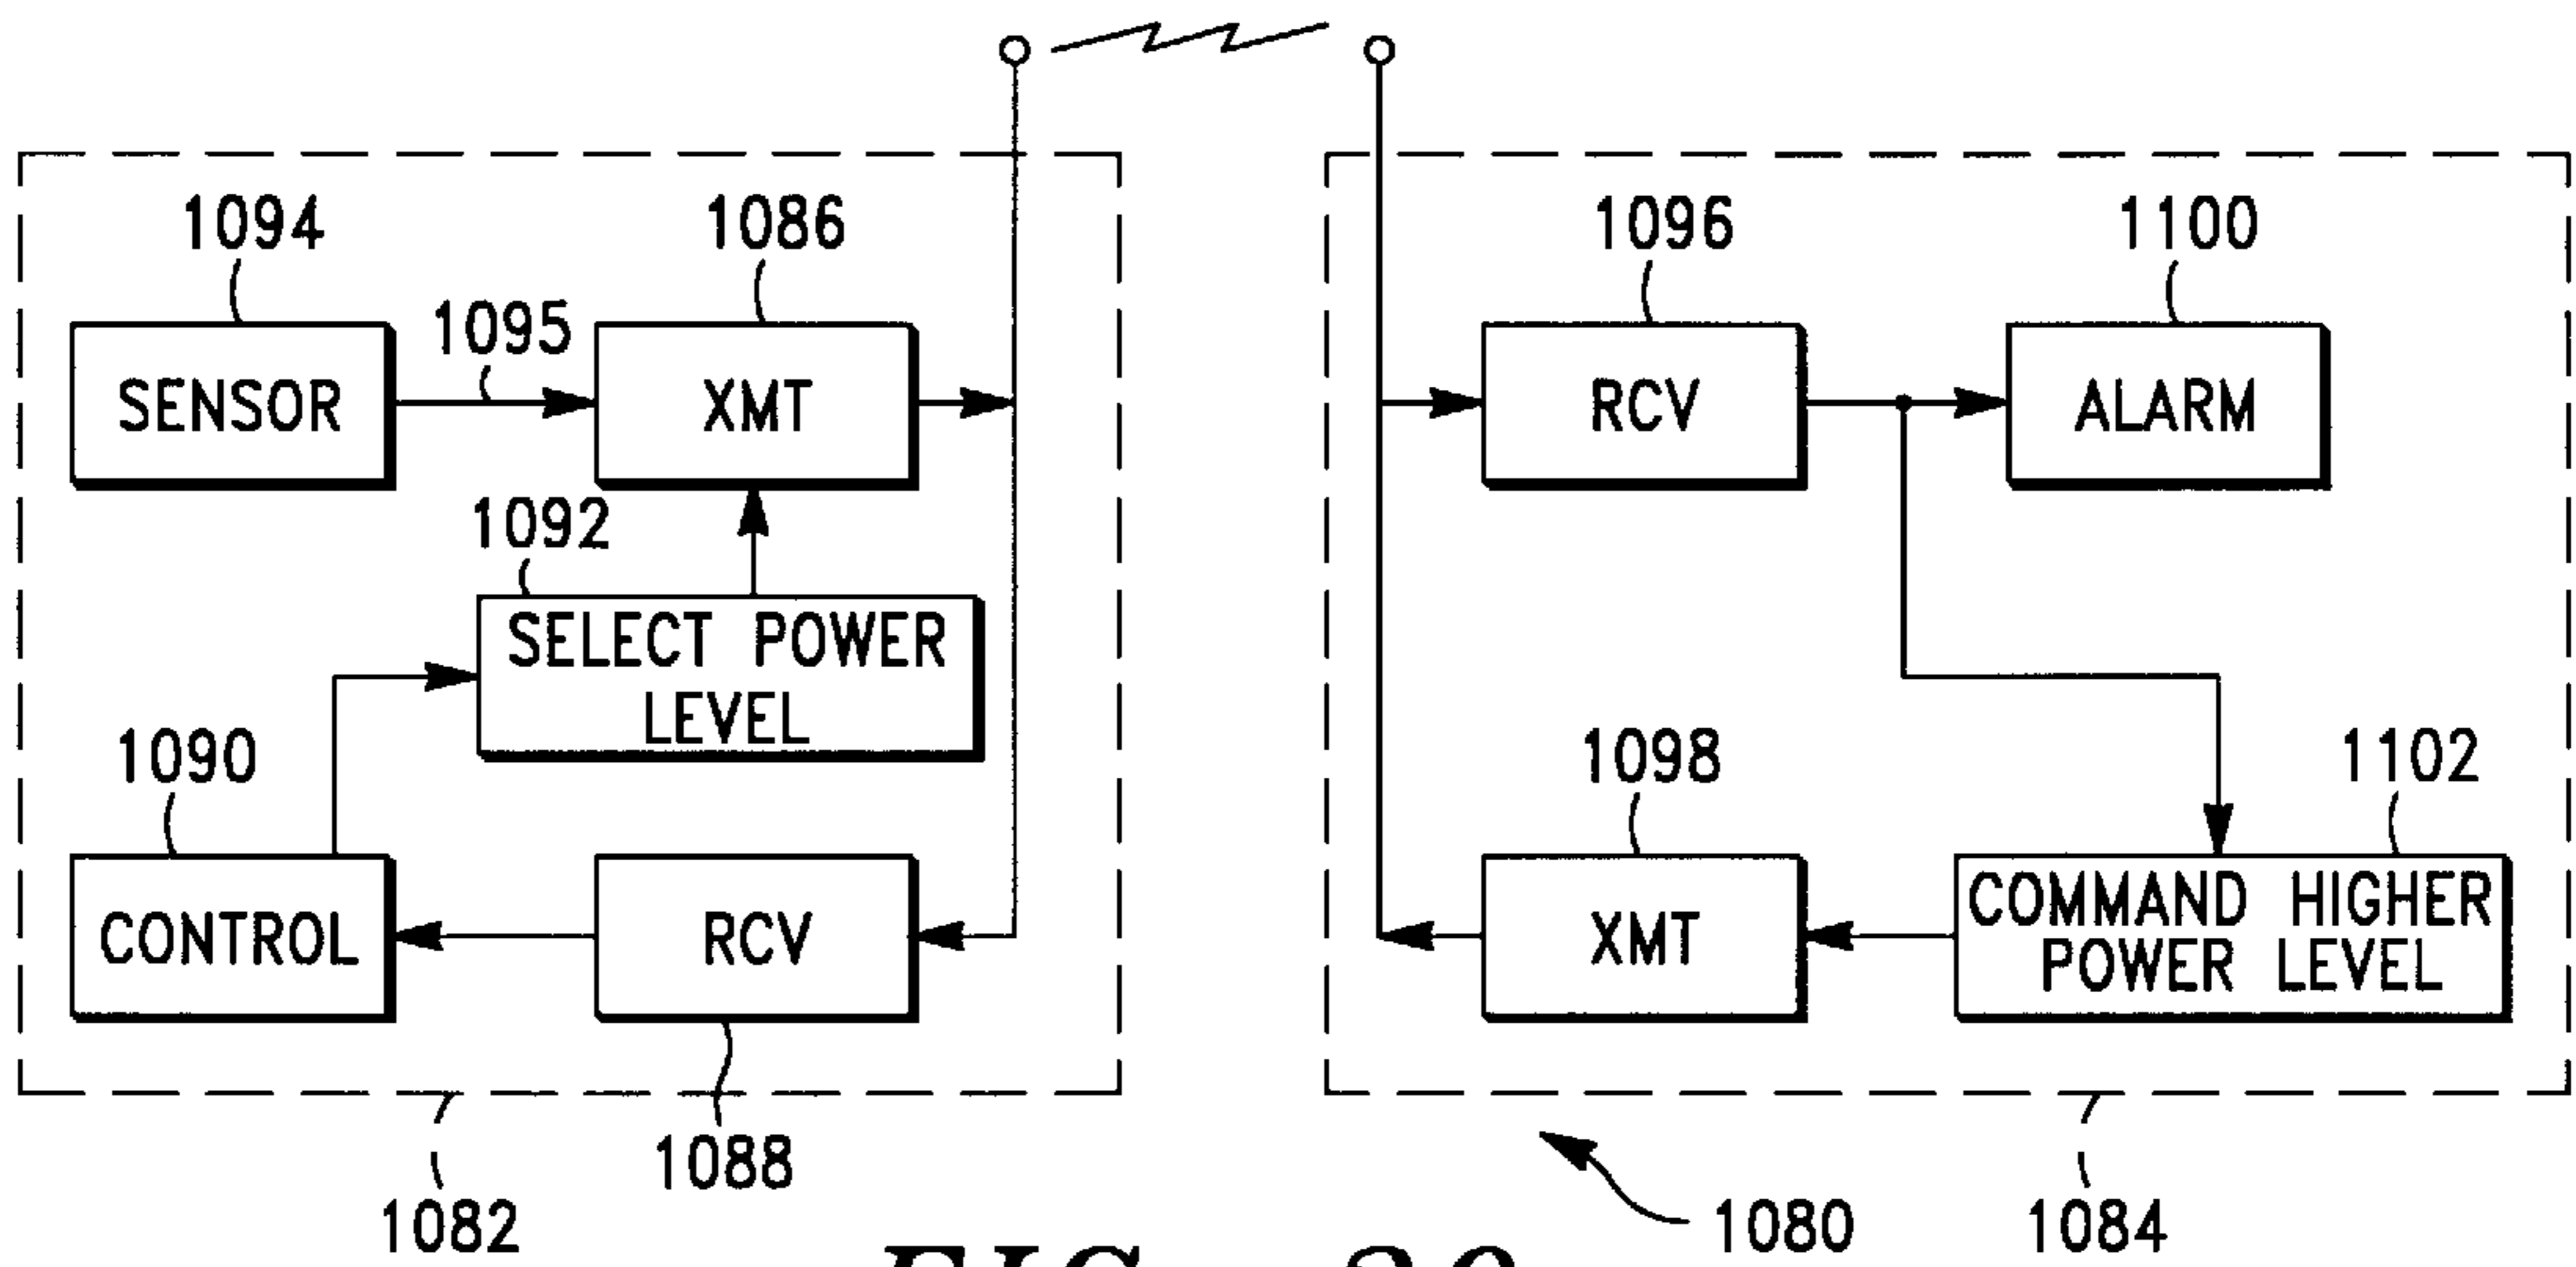 1094
1086
1096
1100
1095
SENSOR
XMT
RCV
ALARM
1092
SELECT POWER
LEVEL
1090
1098
1102
CONTROL
RCV
XMT
COMMAND HIGHER
POWER LEVEL
1088
1082
1080
1084